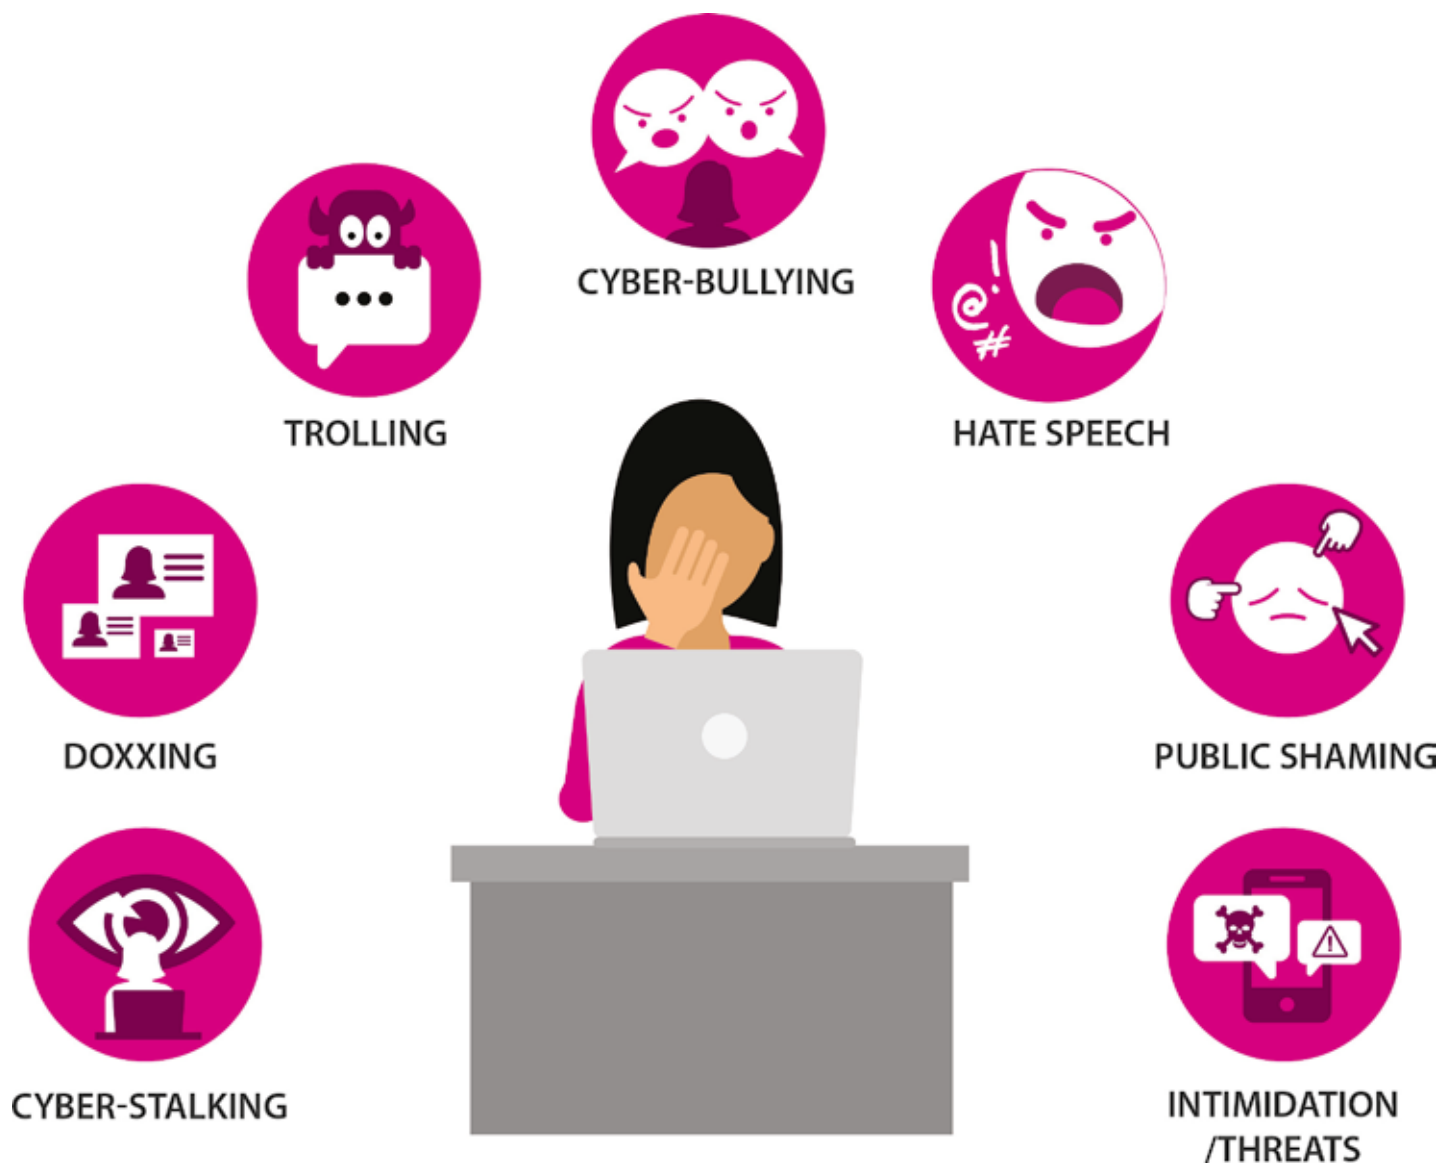 CYBER-BULLYING
TROLLING
HATE SPEECH
DOXXING
PUBLIC SHAMING
CYBER-STALKING
INTIMIDATION
/THREATS